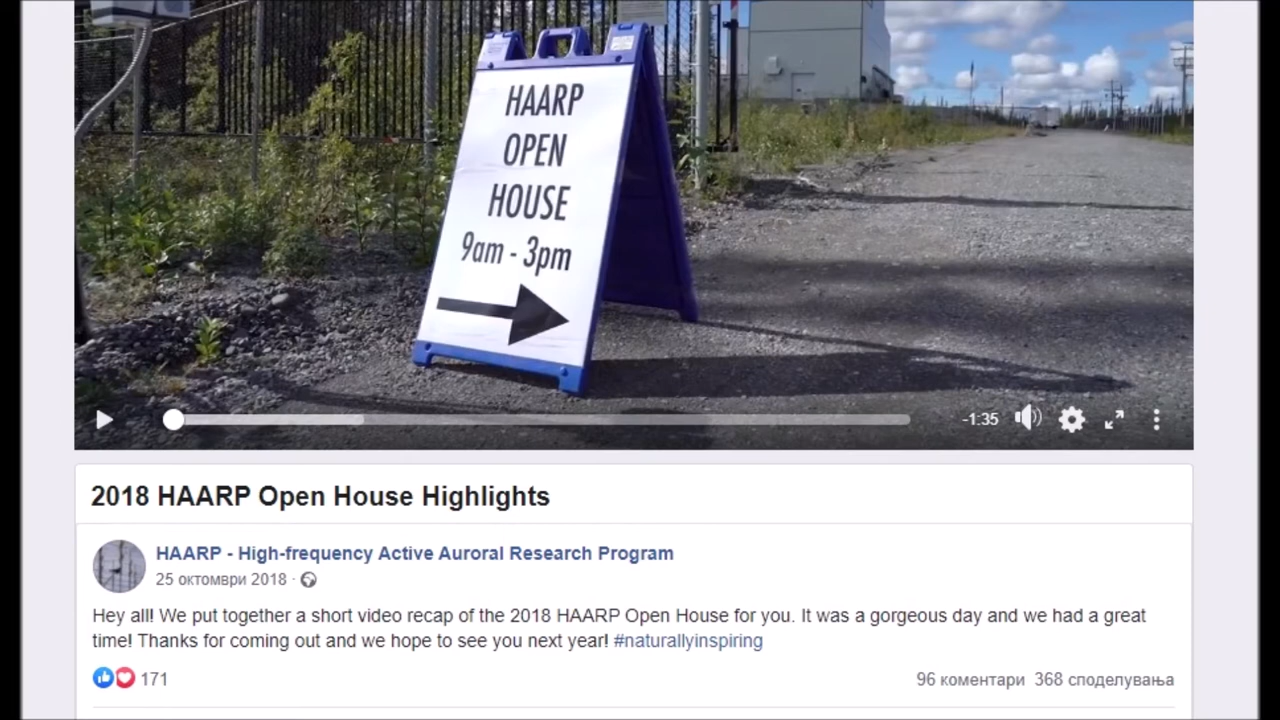 HAARP
OPEN
HOUSE
9am - 3pm
-1:35
2018 HAARP Open House Highlights
HAARP - High-frequency Active Auroral Research Program
25 октомври 2018 ·
Hey all! We put together a short video recap of the 2018 HAARP Open House for you. It was a gorgeous day and we had a great
time! Thanks for coming out and we hope to see you next year! #naturallyinspiring
171
96 коментари 368 споделувања